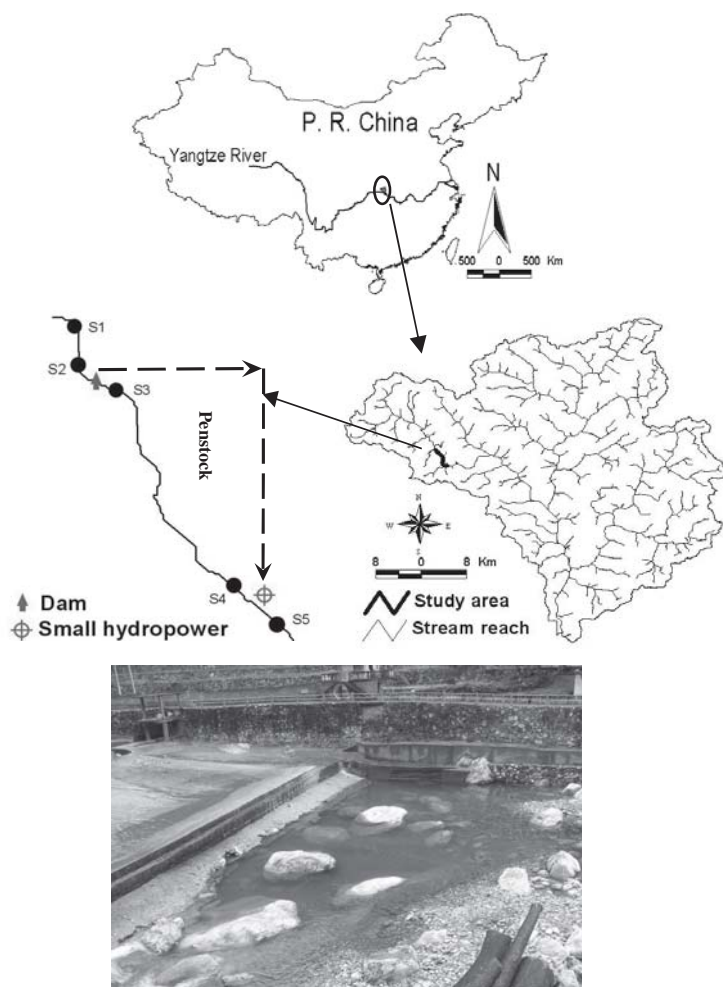 P. R. China
Yangtze River
N
500 0 500 Km
S1
S2
S3
Penstock
S4
S5
Dam
Small hydropower
N
W E
S
8 0 8 Km
Study area
Stream reach